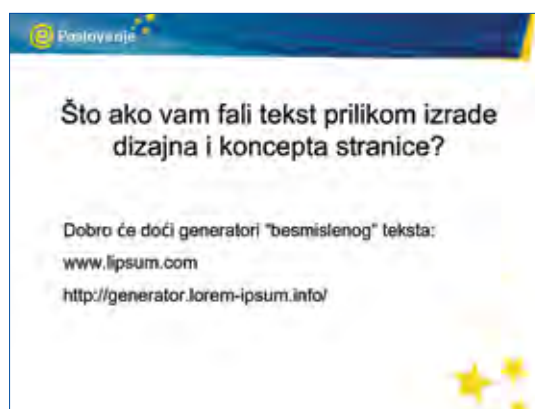 e Poslovanje
Što ako vam fali tekst prilikom izrade
dizajna i koncepta stranice?
Dobro će doći generatori "besmislenog" teksta:
www.lipsum.com
http://generator.lorem-ipsum.info/